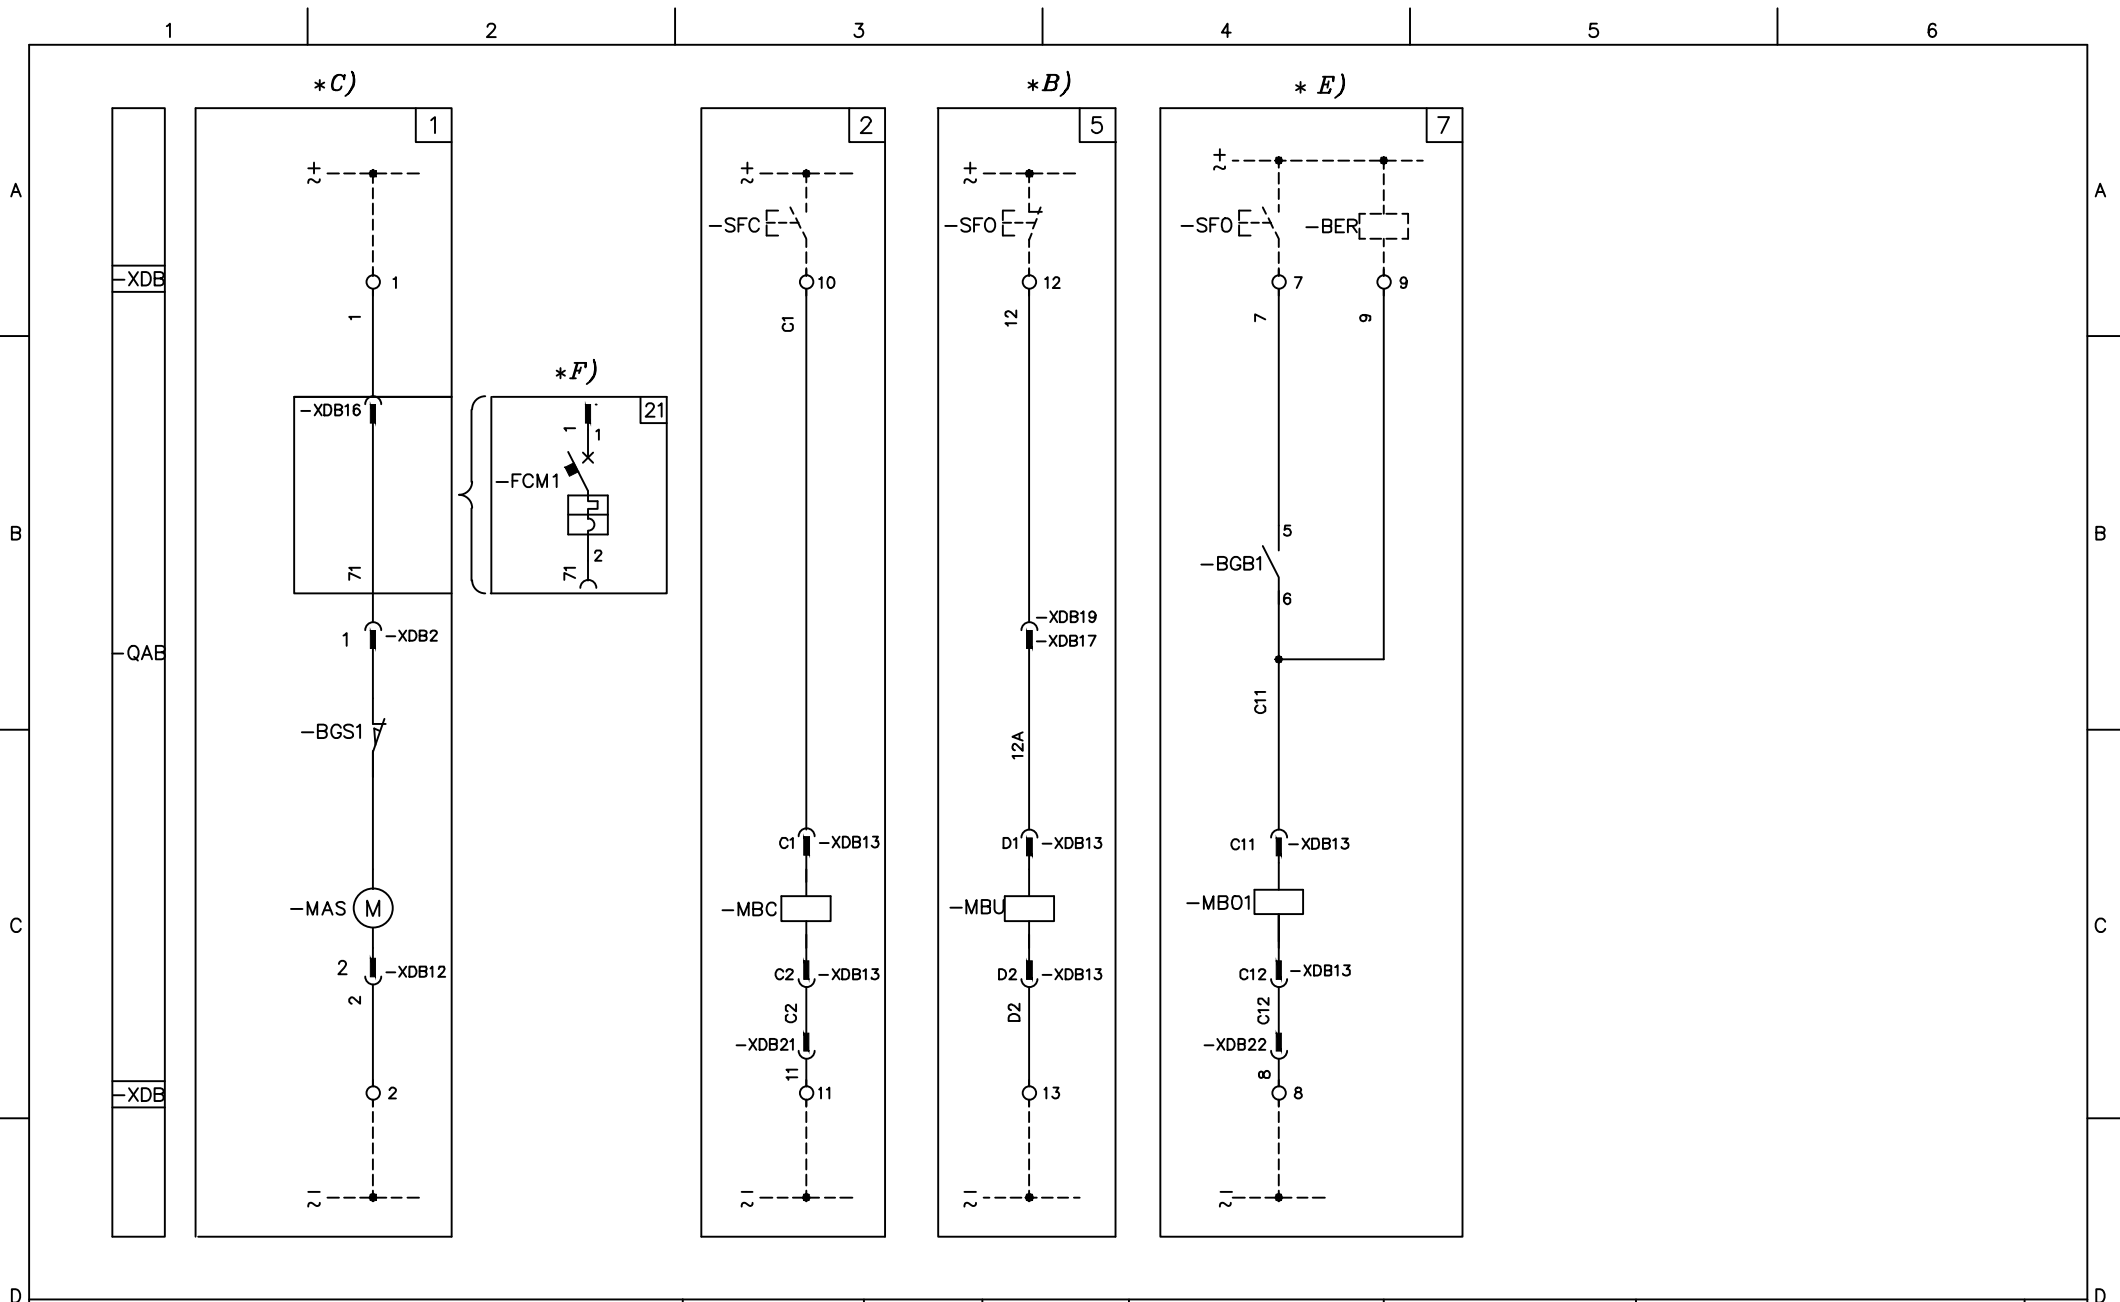 1 2 3 4 5 6
*C) *B) * E)
1 2 5 7
+ ~ + ~ + ~ + ~
A A
-SFC -SFO -SFO -BER
-XDB 1 10 12 7 9
1 C1 12 7 9
*F)
-XDB16 21
1 1
-FCM1
B 5 B
-BGB1
71 71 2
6
-XDB19
1 -XDB2 -XDB17
-QAB
C11
-BGS1
12A
C1 -XDB13 D1 -XDB13 C11 -XDB13
-MAS M -MBC -MBU -MBO1
C C
2 -XDB12 C2 -XDB13 D2 -XDB13 C12 -XDB13
2 C2 D2 C12
-XDB21 -XDB22
11 8
-XDB 2 11 13 8
- ~ - ~ - ~ - ~
D D